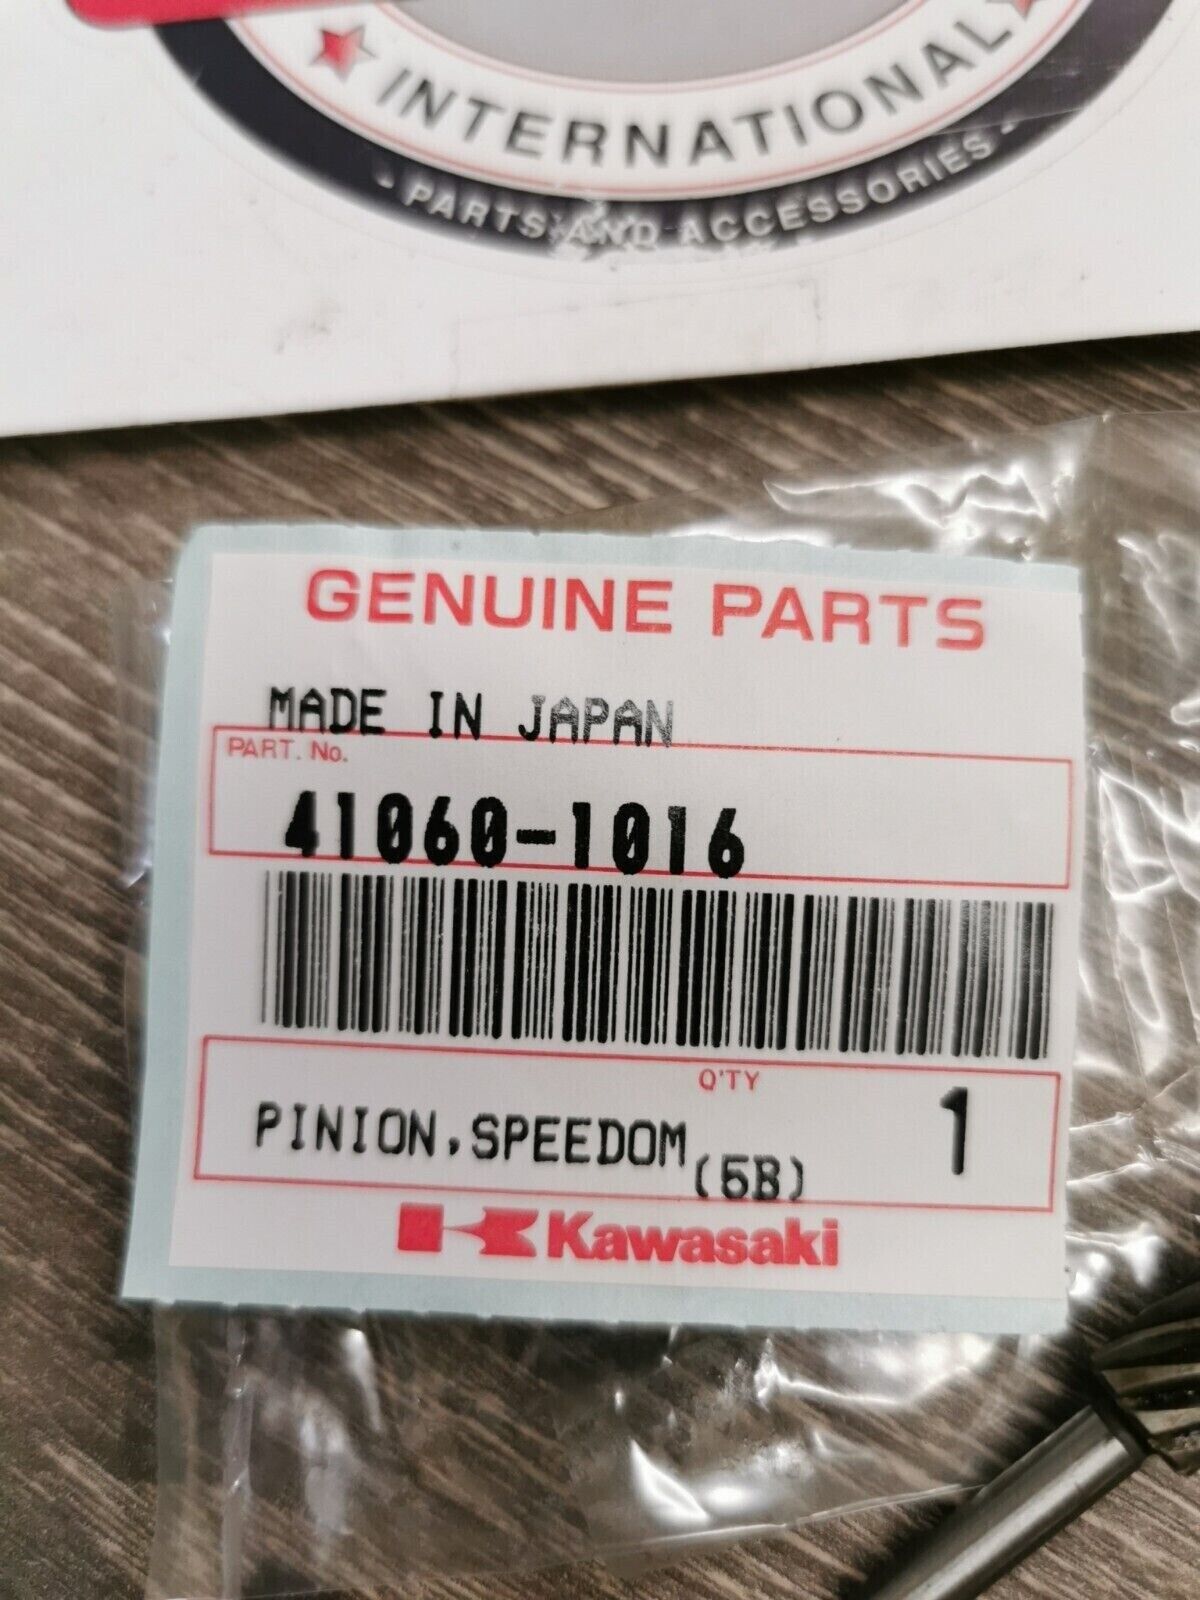 INTERNATIONAL
- PARTS AND ACCESSORIES -
GENUINE PARTS
MADE IN JAPAN
PART. No.
41060-1016
Q'TY
PINION,SPEEDOM(5B) 1
Kawasaki